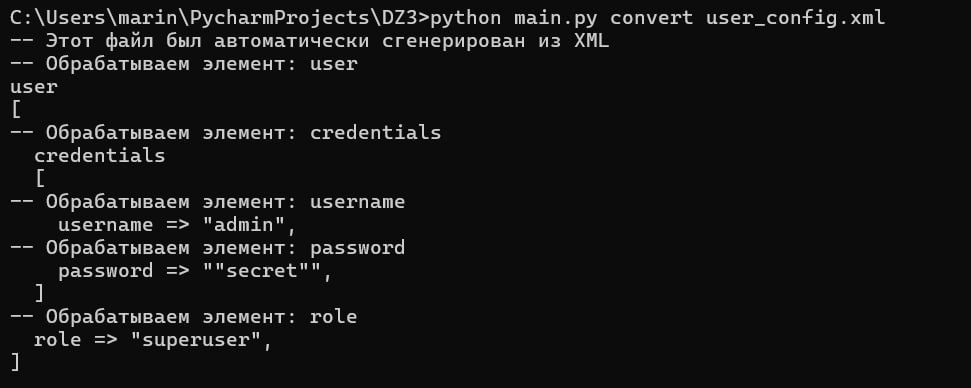 C:\Users\marin\PycharmProjects\DZ3>python main.py convert user_config.xml
-- Этот файл был автоматически сгенерирован из XML
-- Обрабатываем элемент: user
user
[
-- Обрабатываем элемент: credentials
  credentials
  [
-- Обрабатываем элемент: username
    username => "admin",
-- Обрабатываем элемент: password
    password => ""secret"",
  ]
-- Обрабатываем элемент: role
  role => "superuser",
]